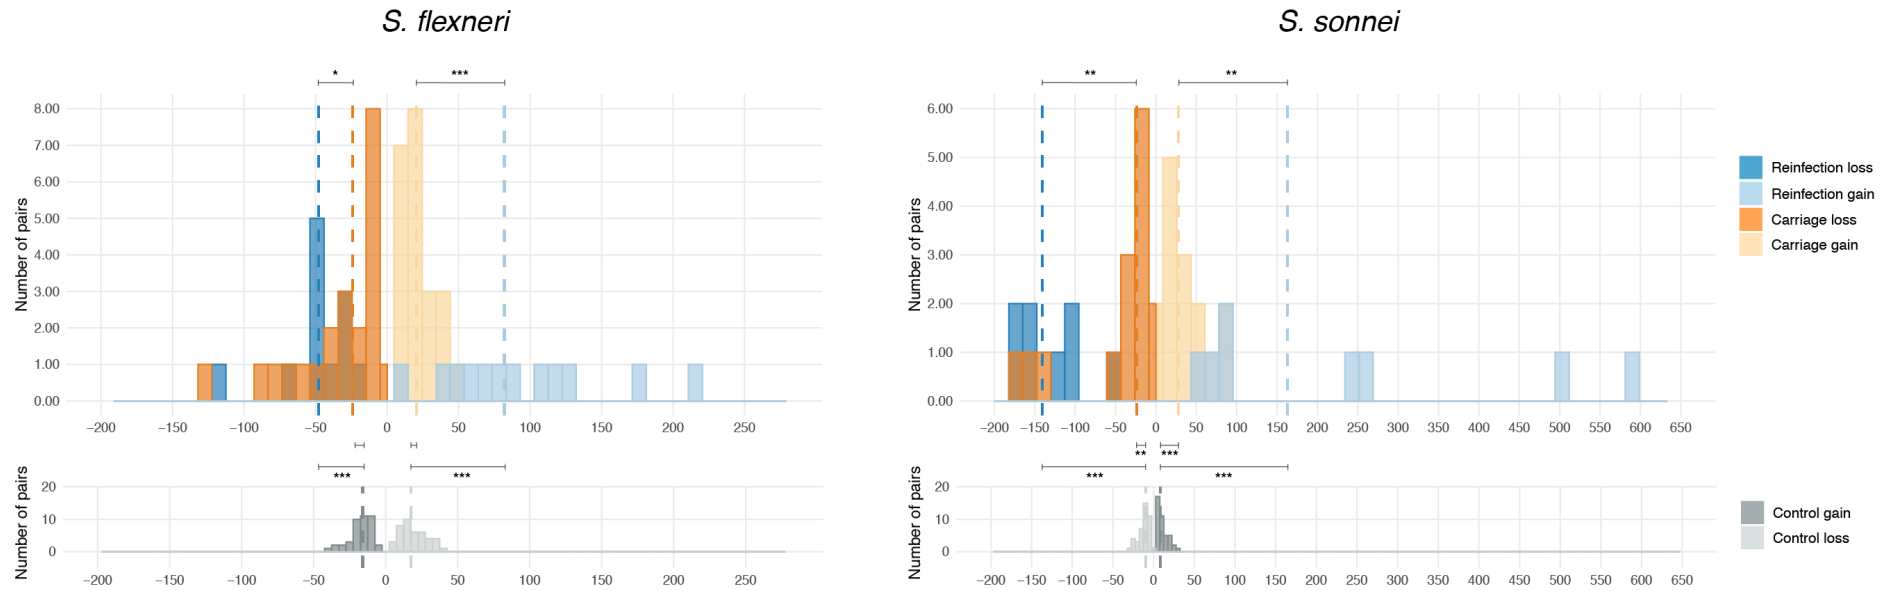 S. flexneri
S. sonnei
* ***
** **
Number of pairs
8.00
7.00
6.00
5.00
4.00
3.00
2.00
1.00
0.00
−200 −150 −100 −50 0 50 100 150 200 250
Number of pairs
6.00
5.00
4.00
3.00
2.00
1.00
0.00
−200 −150 −100 −50 0 50 100 150 200 250 300 350 400 450 500 550 600 650
Reinfection loss
Reinfection gain
Carriage loss
Carriage gain
*** ***
Number of pairs
20
10
0
−200 −150 −100 −50 0 50 100 150 200 250
** ***
*** ***
Number of pairs
20
10
0
−200 −150 −100 −50 0 50 100 150 200 250 300 350 400 450 500 550 600 650
Control gain
Control loss